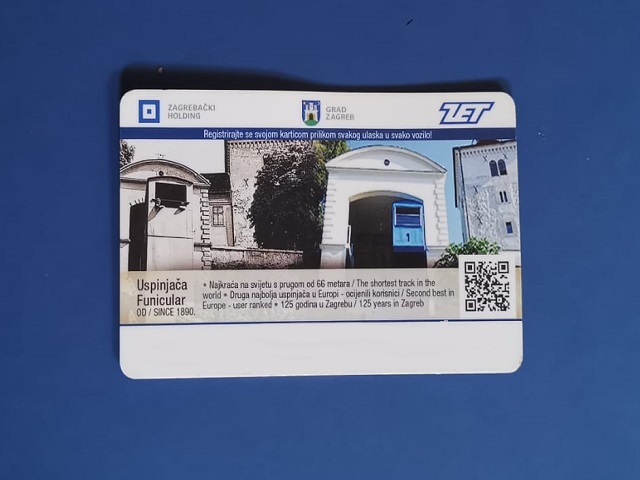 ZAGREBAČKI
HOLDING
GRAD
ZAGREB
ZET
Registrirajte se svojom karticom prilikom svakog ulaska u svako vozilo!
1
Uspinjača
Funicular
OD / SINCE 1890.
• Najkraća na svijetu s prugom od 66 metara / The shortest track in the
world • Druga najbolja uspinjača u Europi - ocijenili korisnici / Second best in
Europe - user ranked • 125 godina u Zagrebu / 125 years in Zagreb